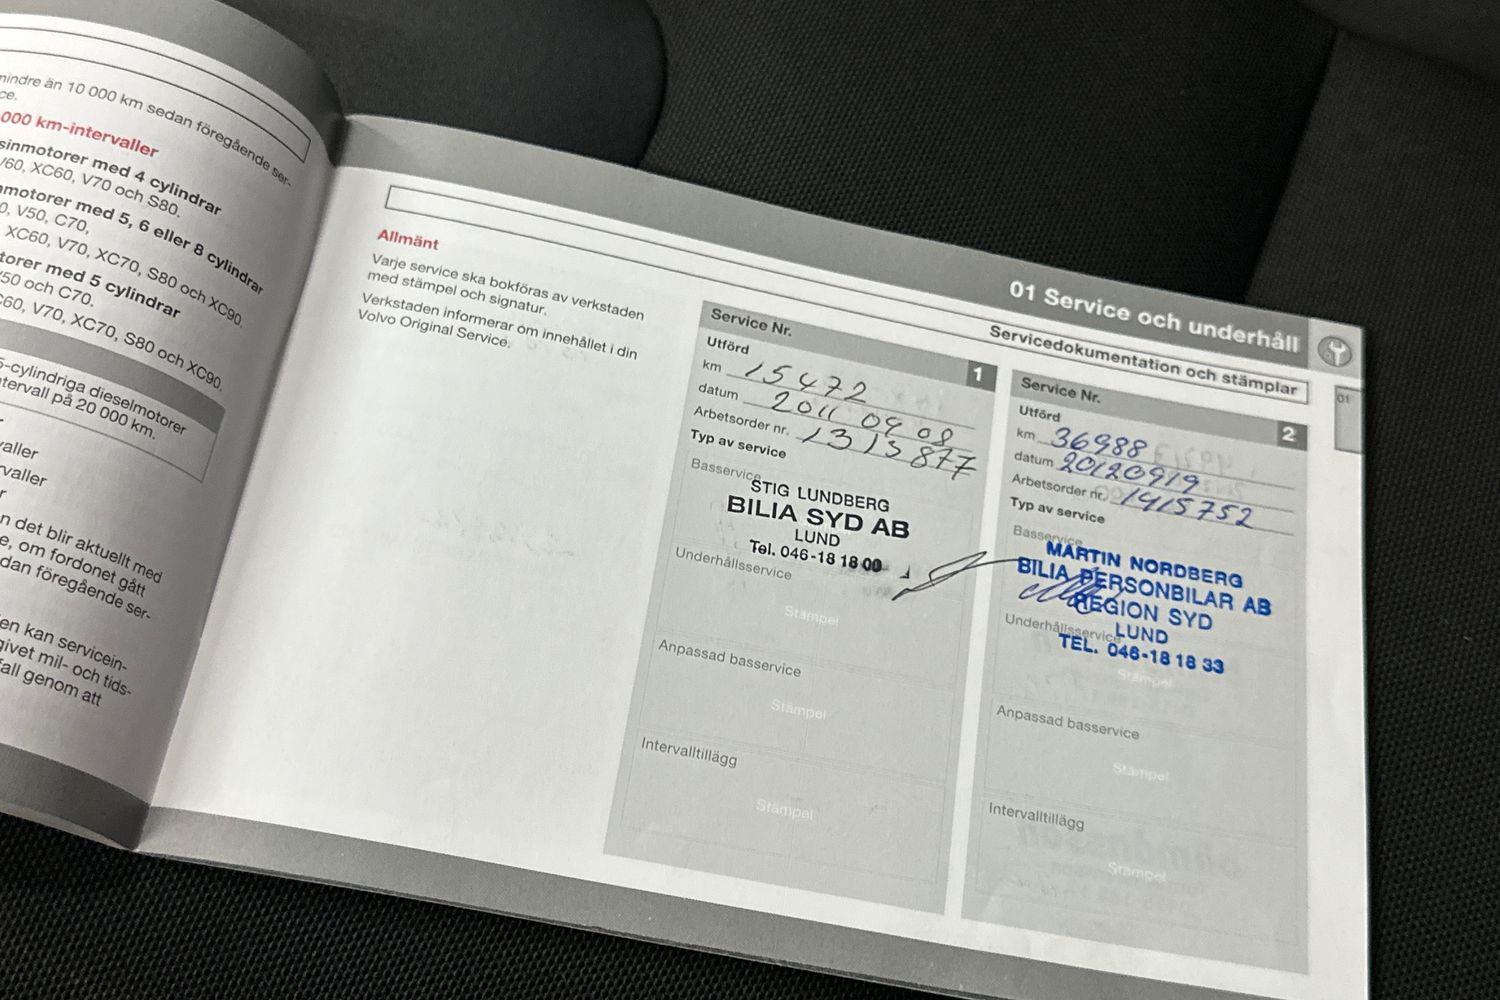 mindre än 10 000 km sedan föregående ser-
ce.
000 km-intervaller
sinmotorer med 4 cylindrar
V60, XC60, V70 och S80.
motorer med 5, 6 eller 8 cylindrar
0, V50, C70,
XC60, V70, XC70, S80 och XC90.
torer med 5 cylindrar
V50 och C70.
C60, V70, XC70, S80 och XC90.
5-cylindriga dieselmotorer
ntervall på 20 000 km.
valler
rvaller
r
n det blir aktuellt med
e, om fordonet gått
dan föregående ser-
en kan servicein-
givet mil- och tids-
fall genom att
01 Service och underhåll
Servicedokumentation och stämplar
01
Allmänt
Varje service ska bokföras av verkstaden
med stämpel och signatur.
Verkstaden informerar om innehållet i din
Volvo Original Service.
Service Nr. 1
Utförd
km 15472
datum 2011 09 08
Arbetsorder nr. 1313877
Typ av service
Basservice
STIG LUNDBERG
BILIA SYD AB
LUND
Tel. 046-18 18 00
Underhållsservice
Stämpel
Anpassad basservice
Stämpel
Intervalltillägg
Stämpel
Service Nr. 2
Utförd
km 36988
datum 20120919
Arbetsorder nr. 1415752
Typ av service
Basservice
MARTIN NORDBERG
BILIA PERSONBILAR AB
REGION SYD
LUND
Underhållsservice
TEL. 046-18 18 33
Stämpel
Anpassad basservice
Stämpel
Intervalltillägg
Stämpel